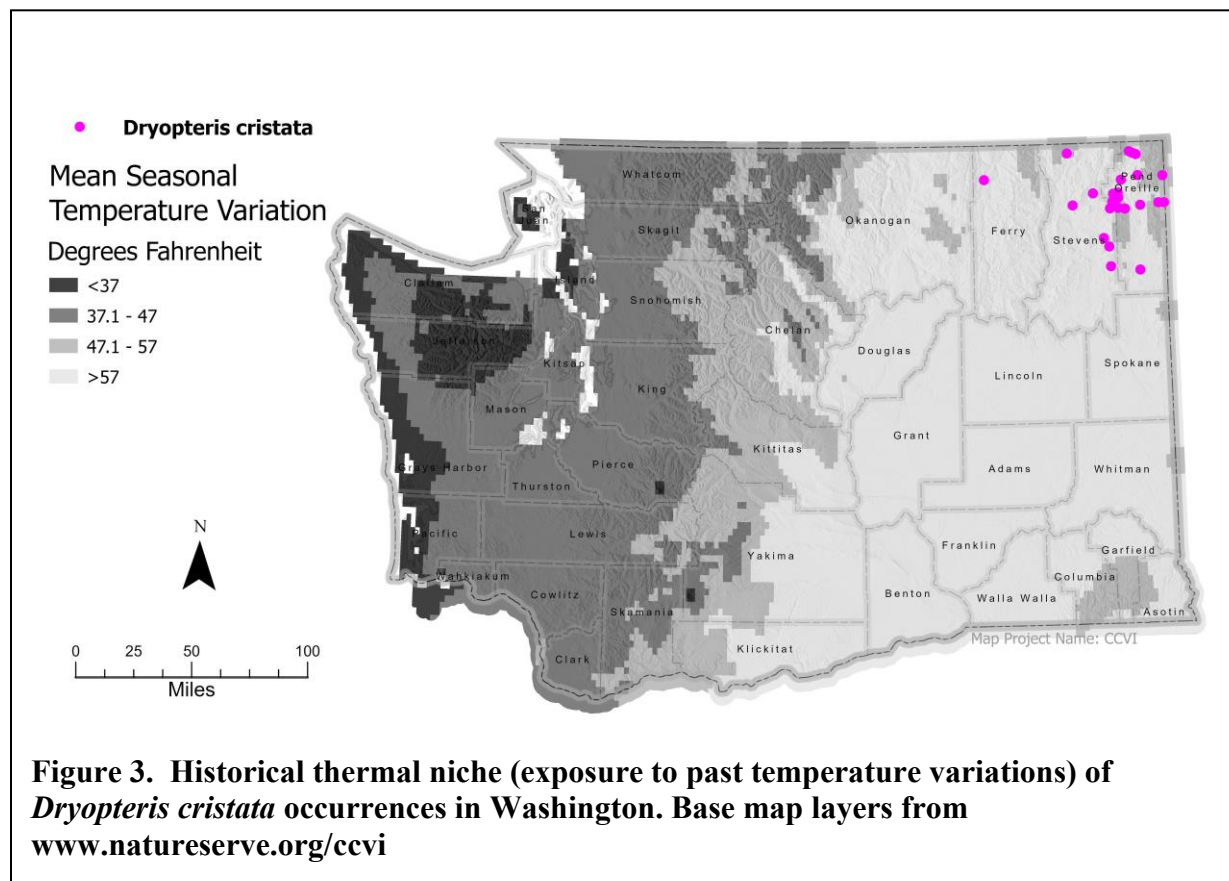 Dryopteris cristata
Mean Seasonal
Temperature Variation
Degrees Fahrenheit
<37
37.1 - 47
47.1 - 57
>57
Whatcom
San
Juan
Skagit
Island
Clallam
Snohomish
Jefferson
Kitsap
King
Mason
Grays Harbor
Pierce
Thurston
Pacific
Lewis
Wahkiakum
Cowlitz
Skamania
Clark
Okanogan
Ferry
Stevens
Pend
Oreille
Chelan
Douglas
Lincoln
Spokane
Kittitas
Grant
Adams
Whitman
Yakima
Franklin
Garfield
Columbia
Benton
Walla Walla
Asotin
Klickitat
Map Project Name: CCVI
N
0 25 50 100
Miles
Figure 3. Historical thermal niche (exposure to past temperature variations) of
Dryopteris cristata occurrences in Washington. Base map layers from
www.natureserve.org/ccvi